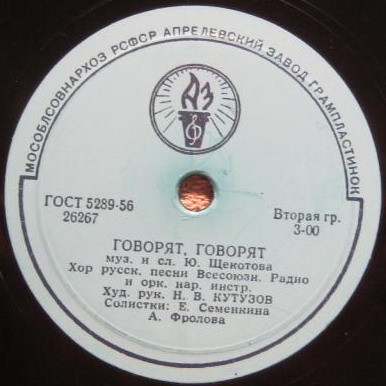 МОСОБЛСОВНАРХОЗ РСФСР АПРЕЛЕВСКИЙ ЗАВОД ГРАМПЛАСТИНОК
АЗ
ГОСТ 5289-56
26267
Вторая гр.
3-00
ГОВОРЯТ, ГОВОРЯТ
муз. и сл. Ю. Щекотова
Хор русск. песни Всесоюзн. Радио
и орк. нар. инстр.
Худ. рук. Н. В. КУТУЗОВ
Солистки: Е. Семенкина
А. Фролова